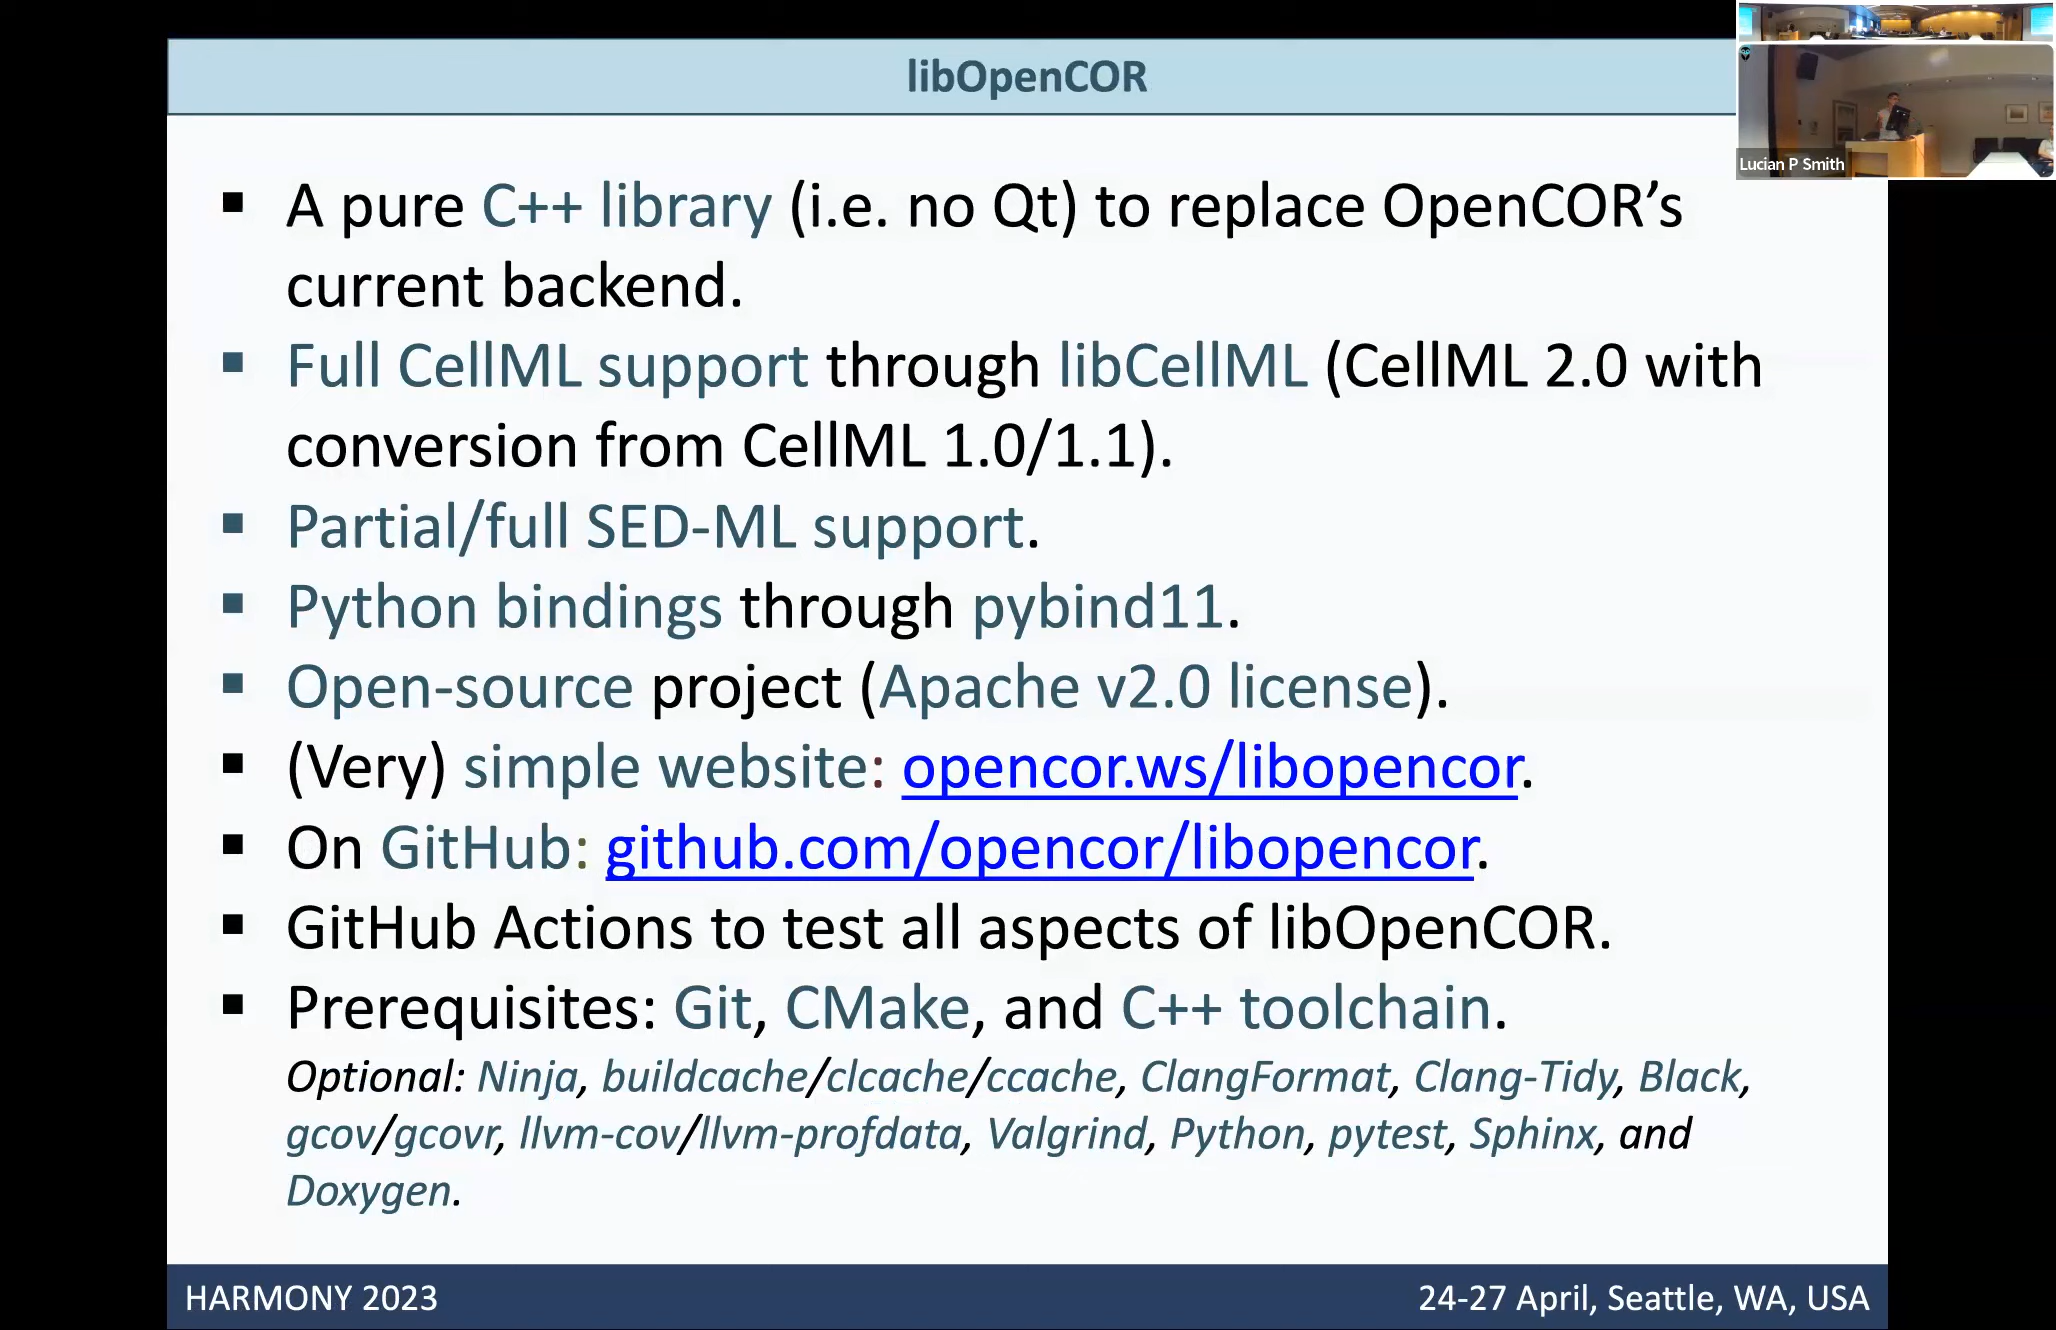 libOpenCOR
Lucian P Smith
▪ A pure C++ library (i.e. no Qt) to replace OpenCOR’s
current backend.
▪ Full CellML support through libCellML (CellML 2.0 with
conversion from CellML 1.0/1.1).
▪ Partial/full SED-ML support.
▪ Python bindings through pybind11.
▪ Open-source project (Apache v2.0 license).
▪ (Very) simple website: opencor.ws/libopencor.
▪ On GitHub: github.com/opencor/libopencor.
▪ GitHub Actions to test all aspects of libOpenCOR.
▪ Prerequisites: Git, CMake, and C++ toolchain.
Optional: Ninja, buildcache/clcache/ccache, ClangFormat, Clang-Tidy, Black,
gcov/gcovr, llvm-cov/llvm-profdata, Valgrind, Python, pytest, Sphinx, and
Doxygen.
HARMONY 2023
24-27 April, Seattle, WA, USA